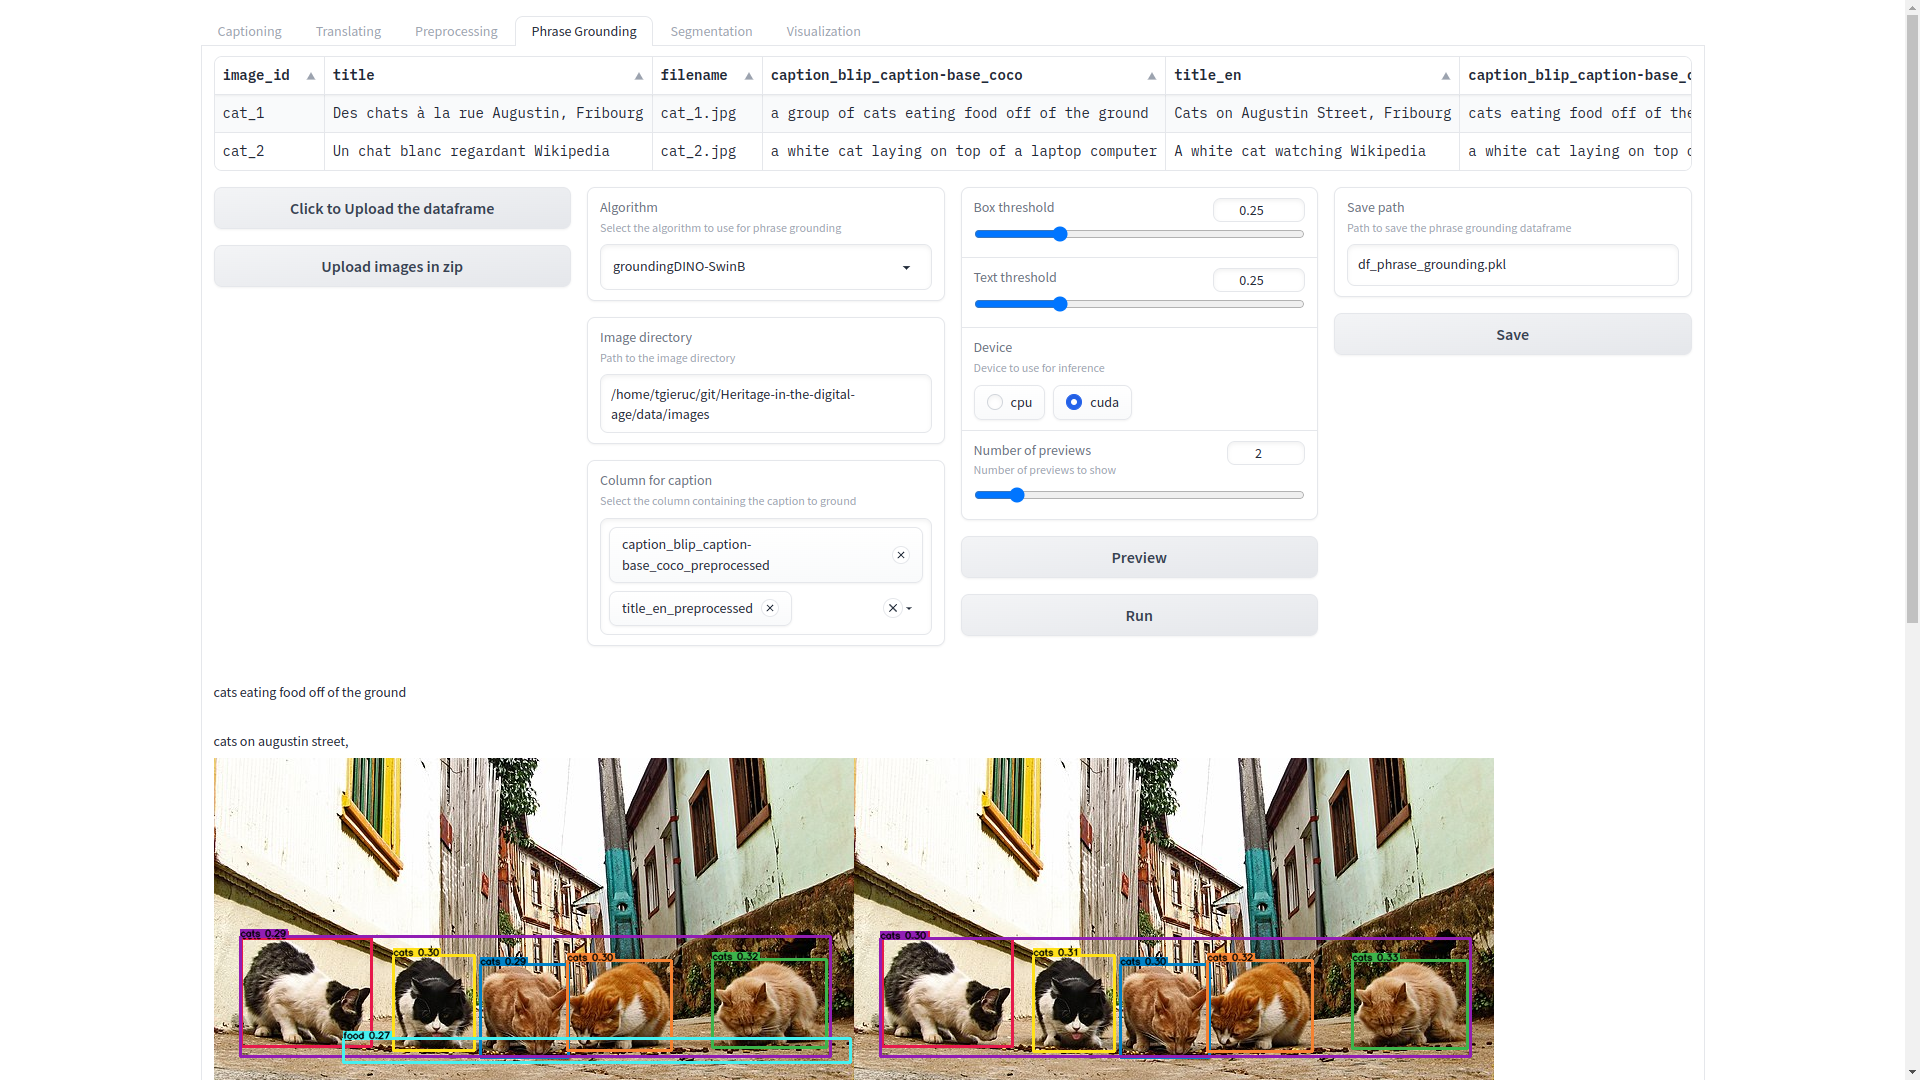 Captioning Translating Preprocessing Phrase Grounding Segmentation Visualization
image_id title filename caption_blip_caption-base_coco title_en caption_blip_caption-base_c
cat_1 Des chats à la rue Augustin, Fribourg cat_1.jpg a group of cats eating food off of the ground Cats on Augustin Street, Fribourg cats eating food off of the
cat_2 Un chat blanc regardant Wikipedia cat_2.jpg a white cat laying on top of a laptop computer A white cat watching Wikipedia a white cat laying on top o
Click to Upload the dataframe
Upload images in zip
Algorithm
Select the algorithm to use for phrase grounding
groundingDINO-SwinB
Image directory
Path to the image directory
/home/tgieruc/git/Heritage-in-the-digital-
age/data/images
Column for caption
Select the column containing the caption to ground
caption_blip_caption-
base_coco_preprocessed
title_en_preprocessed
Box threshold
0.25
Text threshold
0.25
Device
Device to use for inference
cpu cuda
Number of previews
2
Number of previews to show
Preview
Run
Save path
Path to save the phrase grounding dataframe
df_phrase_grounding.pkl
Save
cats eating food off of the ground
cats on augustin street,
cats 0.29
cats 0.30
cats 0.29
cats 0.30
cats 0.32
food 0.27
cats 0.30
cats 0.31
cats 0.30
cats 0.32
cats 0.33